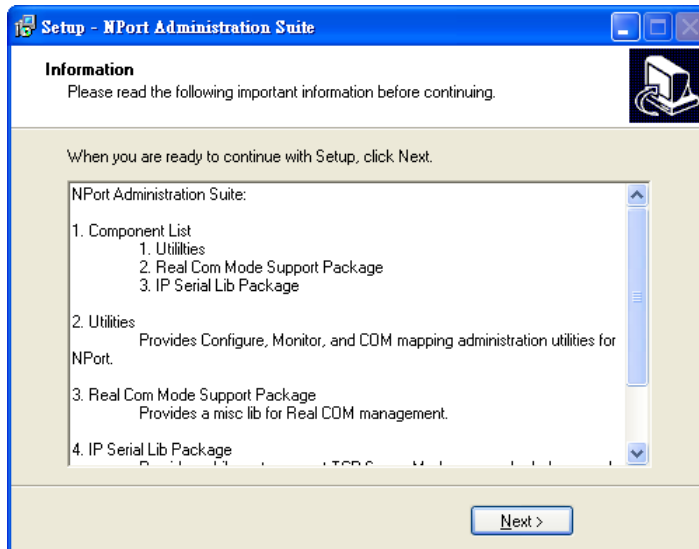 Setup - NPort Administration Suite
Information
Please read the following important information before continuing.
When you are ready to continue with Setup, click Next.
NPort Administration Suite:
1. Component List
1. Utililties
2. Real Com Mode Support Package
3. IP Serial Lib Package
2. Utilities
Provides Configure, Monitor, and COM mapping administration utilities for
NPort.
3. Real Com Mode Support Package
Provides a misc lib for Real COM management.
4. IP Serial Lib Package
Next >